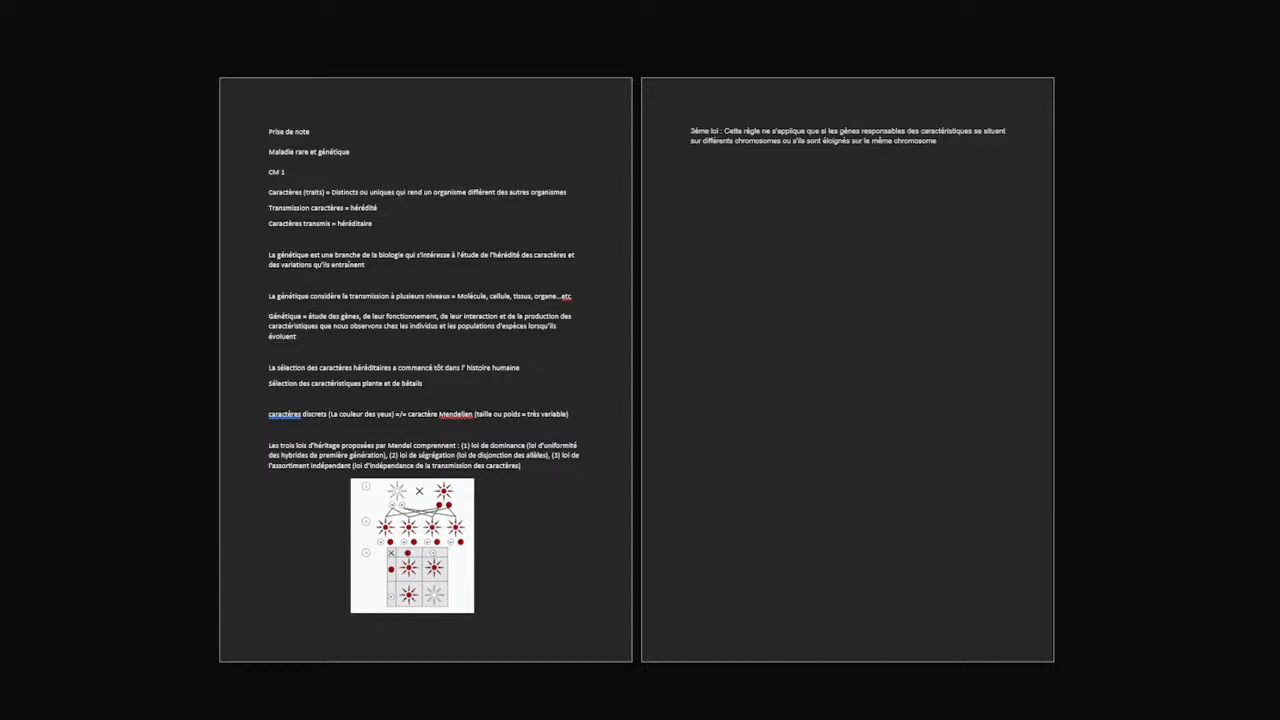 Prise de note
Maladie rare et génétique
CM 1
Caractères (traits) = Distincts ou uniques qui rend un organisme différent des autres organismes
Transmission caractères = hérédité
Caractères transmis = héréditaire
La génétique est une branche de la biologie qui s'intéresse à l'étude de l'hérédité des caractères et
des variations qu'ils entraînent
La génétique considère la transmission à plusieurs niveaux = Molécule, cellule, tissus, organe...etc
Génétique = étude des gènes, de leur fonctionnement, de leur interaction et de la production des
caractéristiques que nous observons chez les individus et les populations d'espèces lorsqu'ils
évoluent
La sélection des caractères héréditaires a commencé tôt dans l' histoire humaine
Sélection des caractéristiques plante et de bétails
caractères discrets (La couleur des yeux) =/= caractère Mendelien (taille ou poids = très variable)
Les trois lois d'héritage proposées par Mendel comprennent : (1) loi de dominance (loi d'uniformité
des hybrides de première génération), (2) loi de ségrégation (loi de disjonction des allèles), (3) loi de
l'assortiment indépendant (loi d'indépendance de la transmission des caractères)
3éme loi : Cette règle ne s'applique que si les gènes responsables des caractéristiques se situent
sur différents chromosomes ou s'ils sont éloignés sur le même chromosome